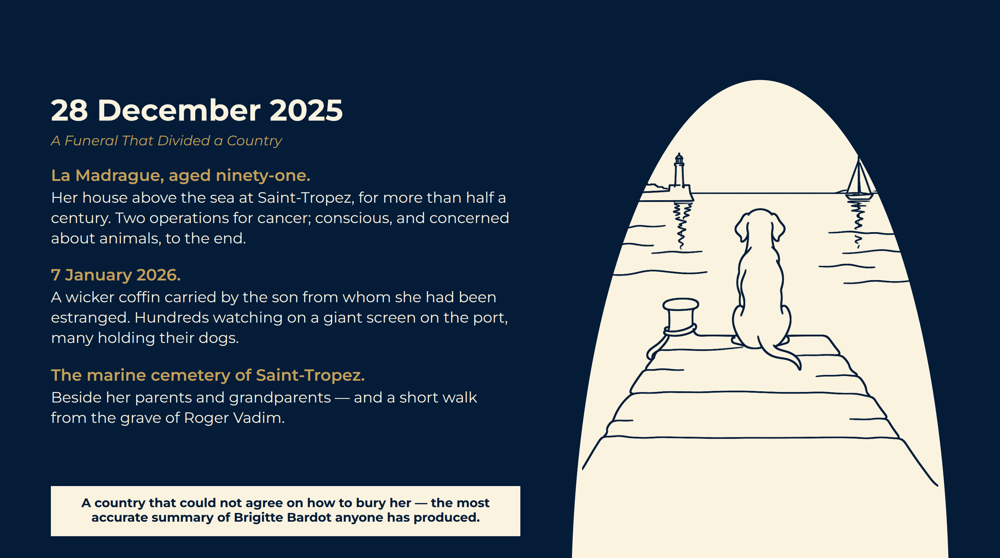 28 December 2025
A Funeral That Divided a Country
La Madrague, aged ninety-one.
Her house above the sea at Saint-Tropez, for more than half a
century. Two operations for cancer; conscious, and concerned
about animals, to the end.
7 January 2026.
A wicker coffin carried by the son from whom she had been
estranged. Hundreds watching on a giant screen on the port,
many holding their dogs.
The marine cemetery of Saint-Tropez.
Beside her parents and grandparents — and a short walk
from the grave of Roger Vadim.
A country that could not agree on how to bury her — the most
accurate summary of Brigitte Bardot anyone has produced.